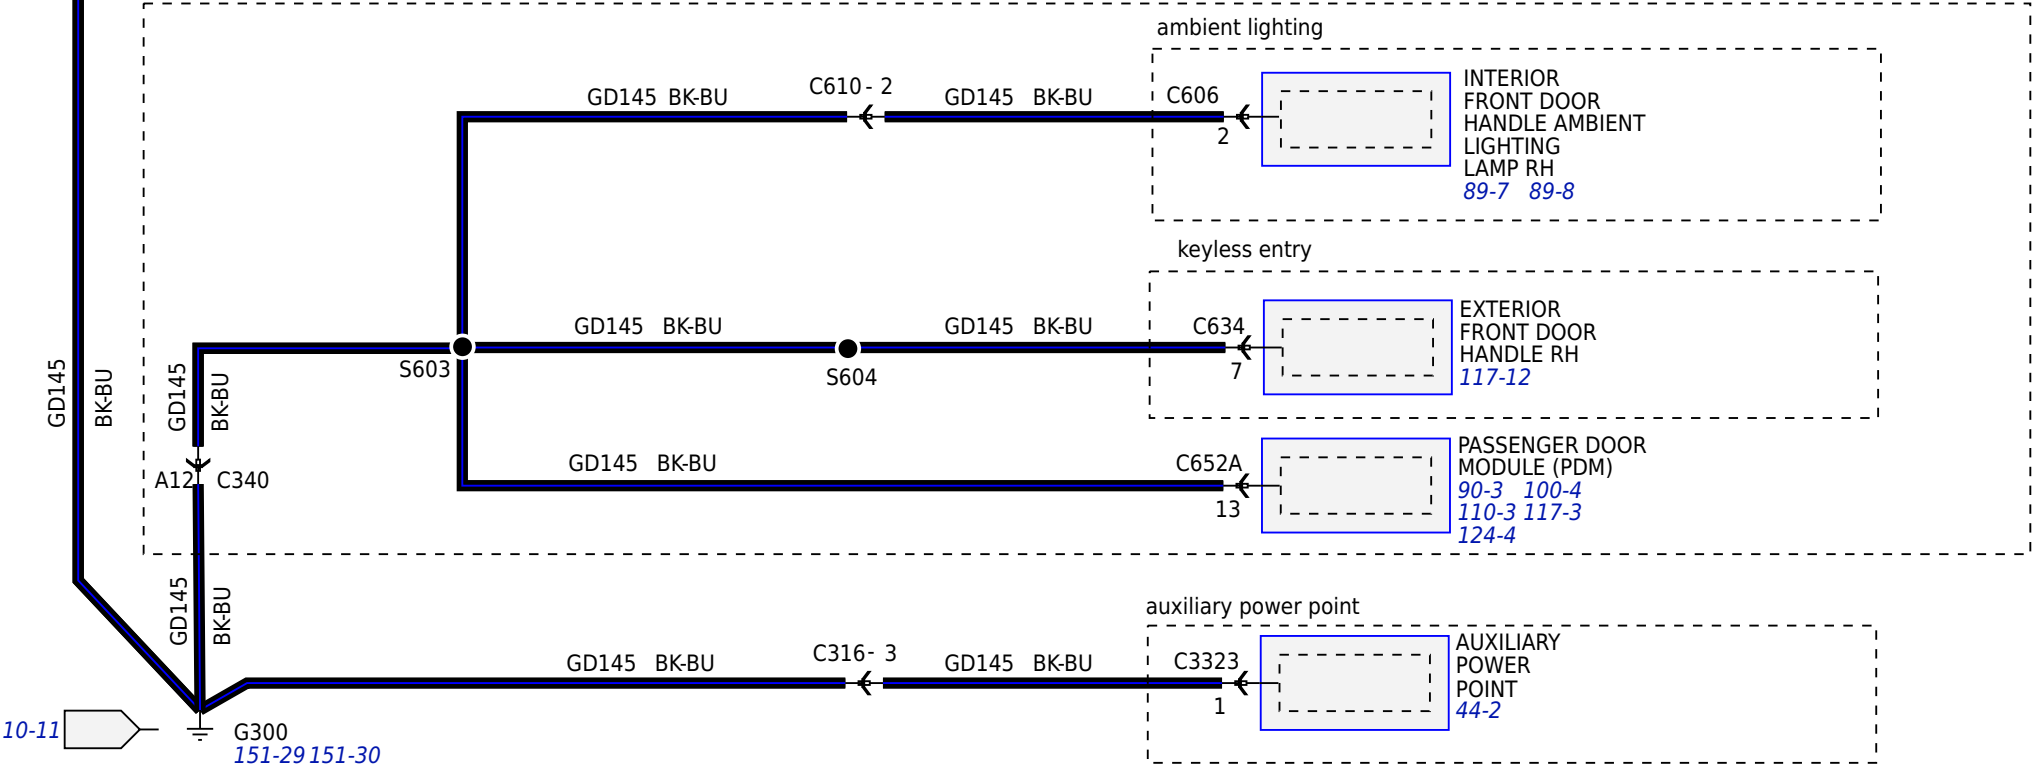 ambient lighting
GD145 BK-BU
C610- 2
GD145 BK-BU
C606
2
INTERIOR
FRONT DOOR
HANDLE AMBIENT
LIGHTING
LAMP RH
89-7 89-8
keyless entry
GD145 BK-BU
GD145 BK-BU
C634
7
EXTERIOR
FRONT DOOR
HANDLE RH
117-12
S603
S604
GD145
BK-BU
GD145
BK-BU
A12 C340
GD145 BK-BU
C652A
13
PASSENGER DOOR
MODULE (PDM)
90-3 100-4
110-3 117-3
124-4
GD145
BK-BU
auxiliary power point
GD145 BK-BU
C316- 3
GD145 BK-BU
C3323
1
AUXILIARY
POWER
POINT
44-2
10-11
G300
151-29 151-30